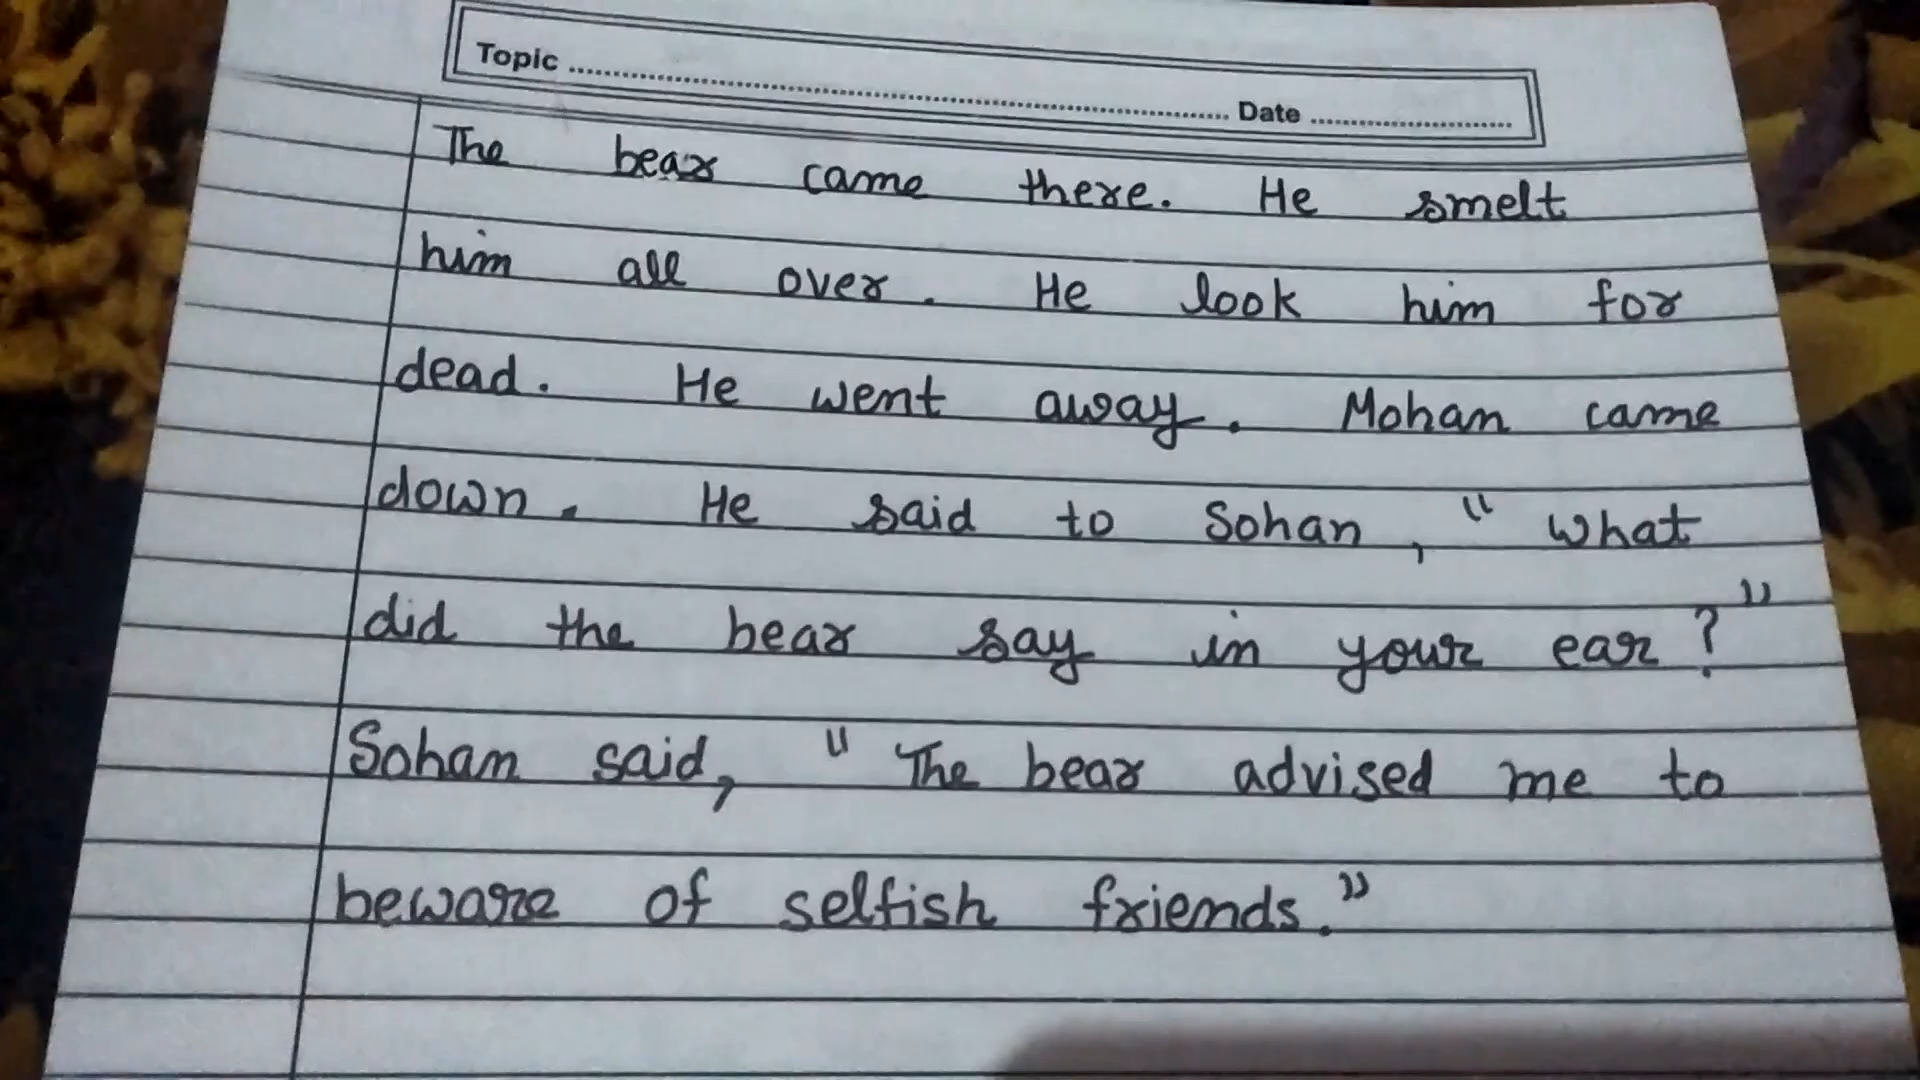 Topic ........................ Date ............
The bear came there. He smelt
him all over. He look him for
dead. He went away. Mohan came
down. He said to Sohan, "what
did the bear say in your ear?"
Sohan said, "The bear advised me to
beware of selfish friends."